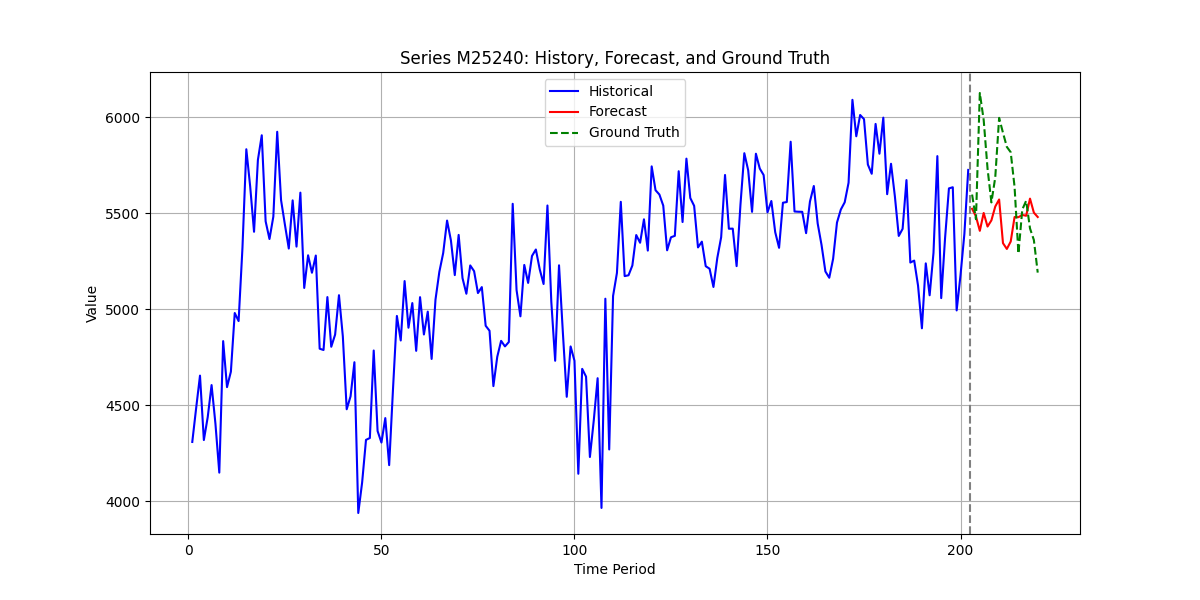 Series M25240: History, Forecast, and Ground Truth
Historical
Forecast
Ground Truth
6000
5500
5000
4500
4000
Value
0 50 100 150 200
Time Period